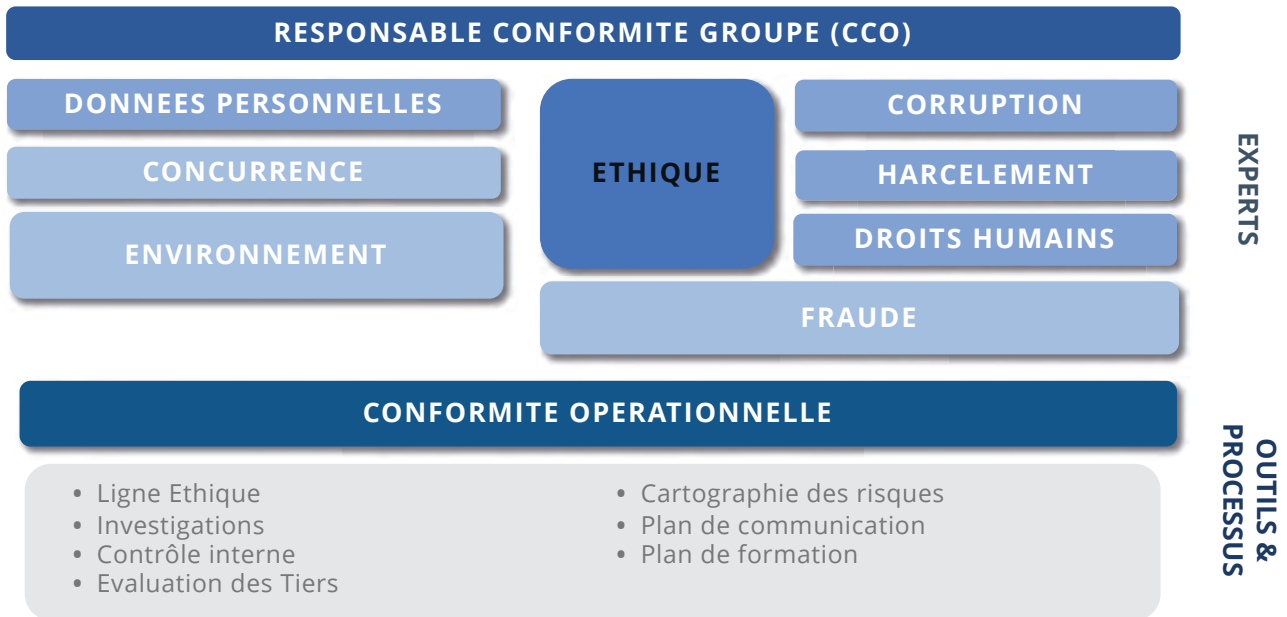 RESPONSABLE CONFORMITE GROUPE (CCO)
DONNEES PERSONNELLES
CONCURRENCE
ENVIRONNEMENT
ETHIQUE
CORRUPTION
HARCELEMENT
DROITS HUMAINS
FRAUDE
EXPERTS
CONFORMITE OPERATIONNELLE
• Ligne Ethique
• Investigations
• Contrôle interne
• Evaluation des Tiers
• Cartographie des risques
• Plan de communication
• Plan de formation
OUTILS &
PROCESSUS